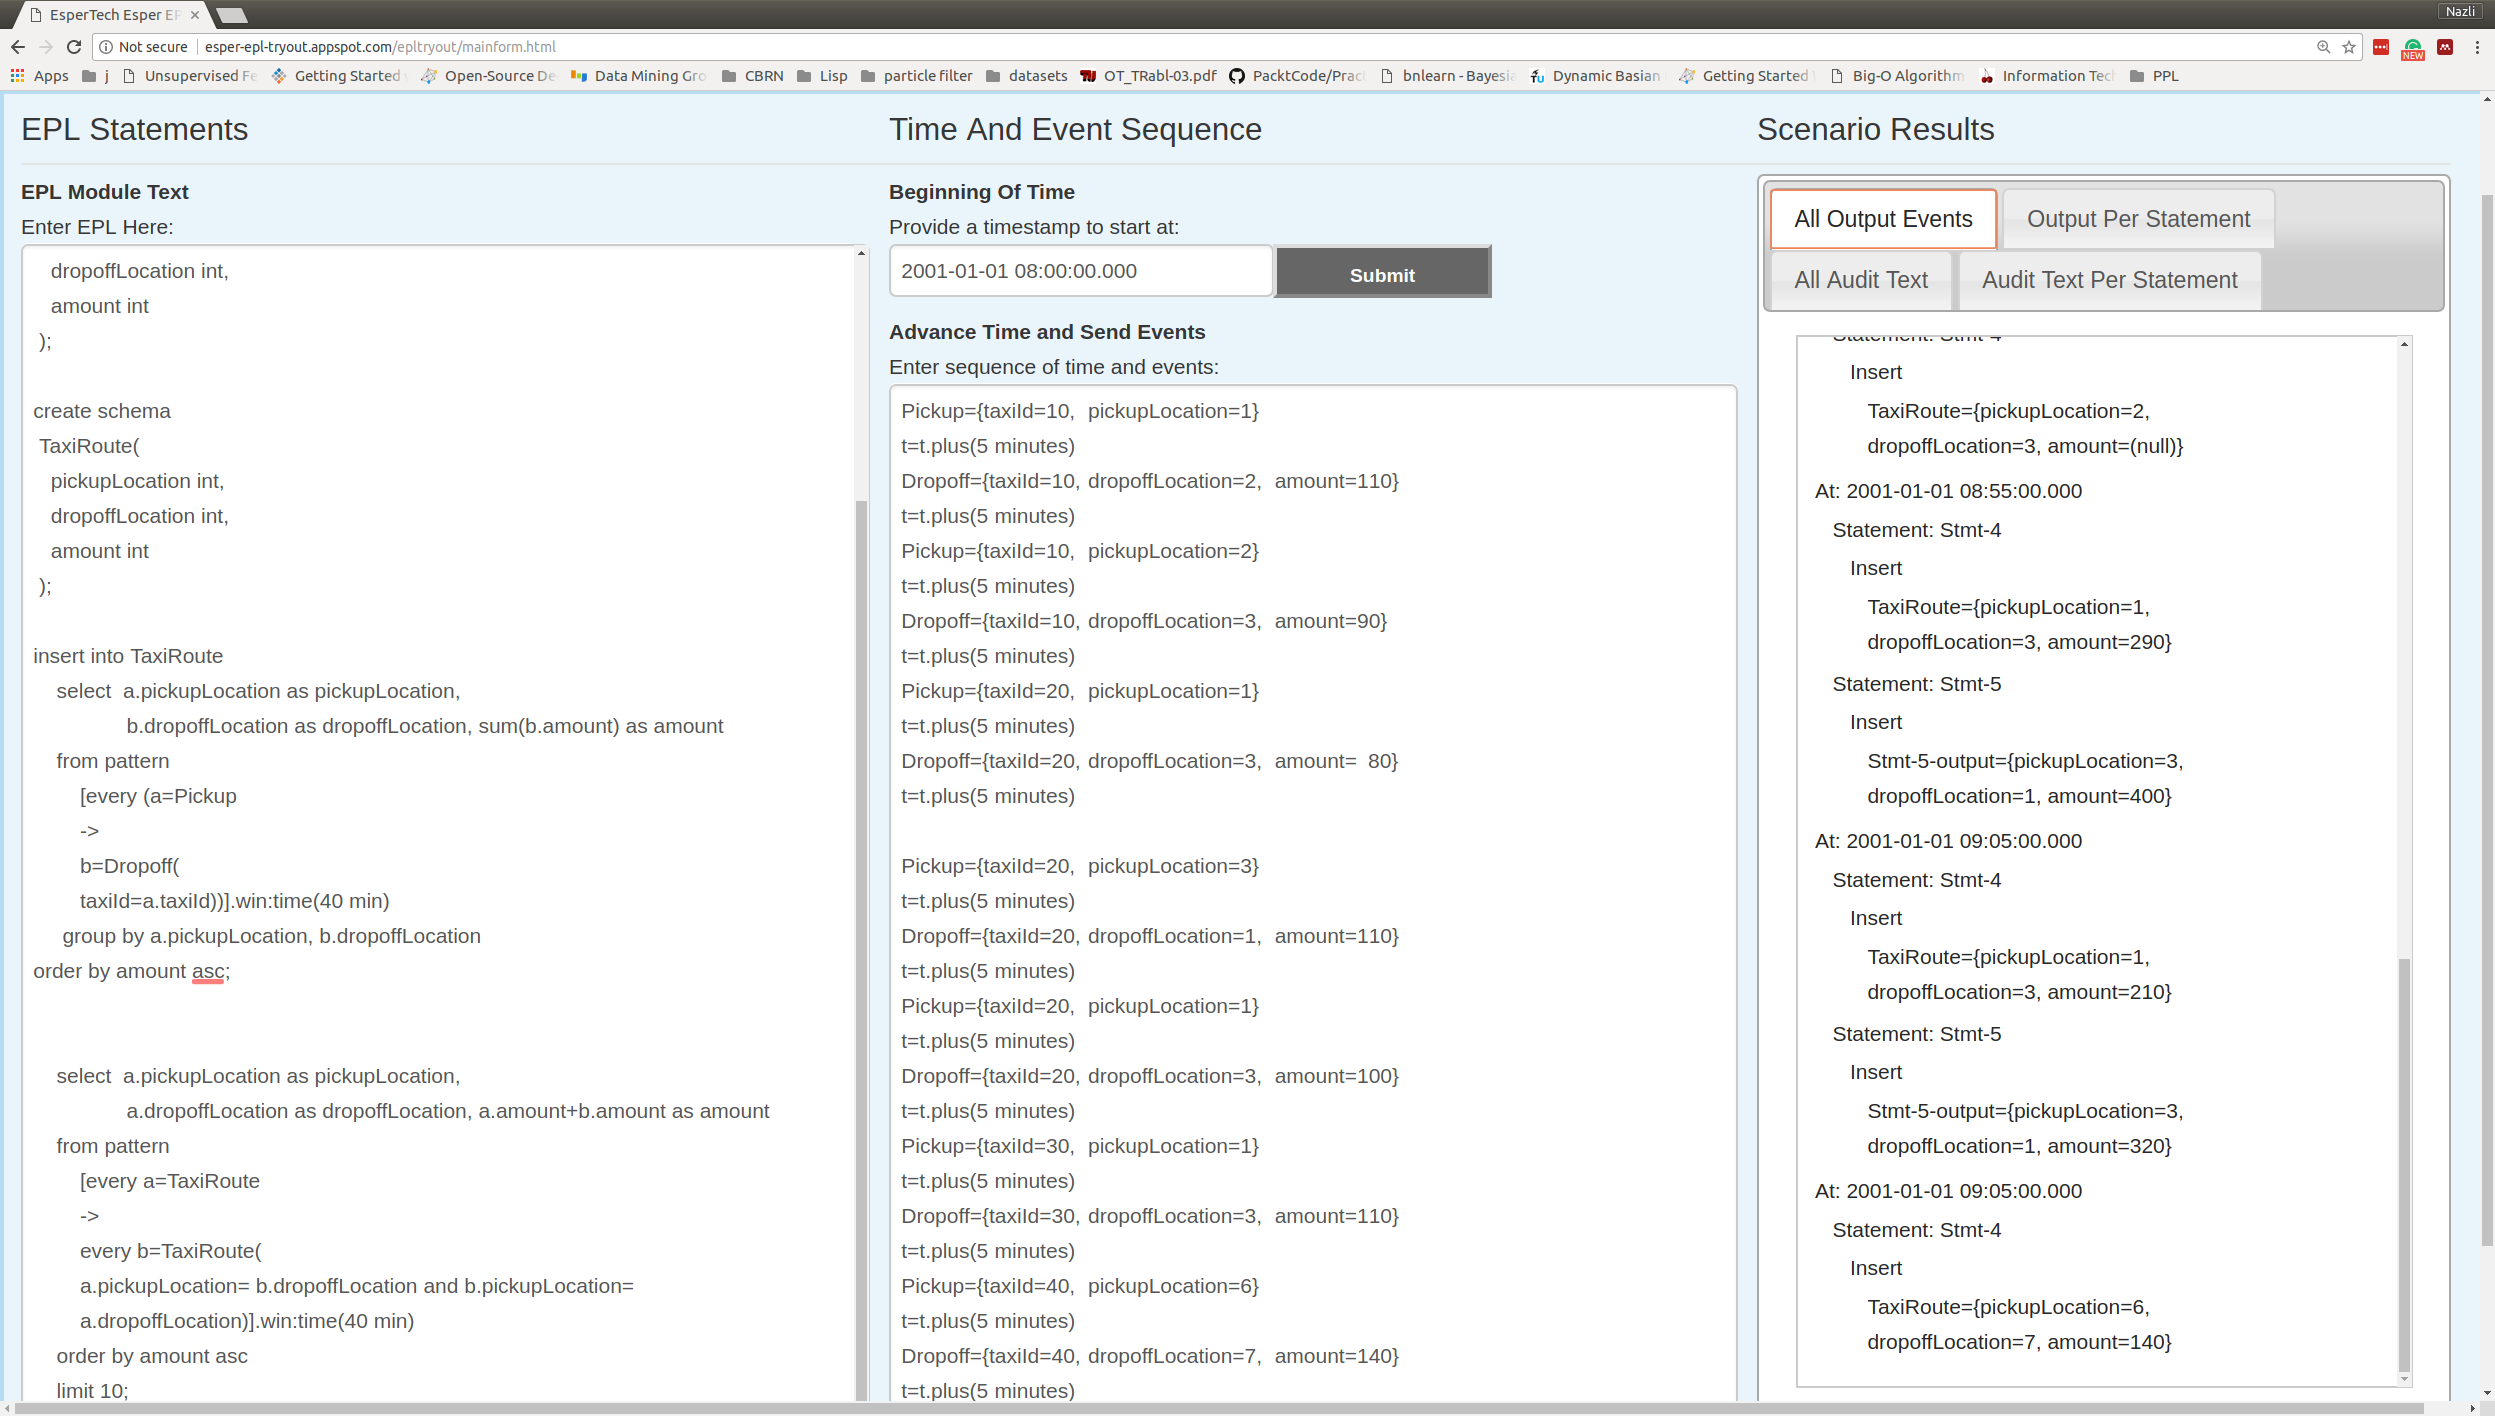 EsperTech Esper EP
Nazli
Not secure esper-epl-tryout.appspot.com/epltryout/mainform.html
NEW
Apps j Unsupervised Fe Getting Started Open-Source De Data Mining Gro CBRN Lisp particle filter datasets OT_TRabl-03.pdf PacktCode/Prac bnlearn - Bayesia Dynamic Basian Getting Started Big-O Algorithm Information Tec PPL
EPL Statements
EPL Module Text
Enter EPL Here:
dropoffLocation int,
amount int
);
create schema
TaxiRoute(
pickupLocation int,
dropoffLocation int,
amount int
);
insert into TaxiRoute
select a.pickupLocation as pickupLocation,
b.dropoffLocation as dropoffLocation, sum(b.amount) as amount
from pattern
[every (a=Pickup
->
b=Dropoff(
taxiId=a.taxiId))].win:time(40 min)
group by a.pickupLocation, b.dropoffLocation
order by amount asc;
select a.pickupLocation as pickupLocation,
a.dropoffLocation as dropoffLocation, a.amount+b.amount as amount
from pattern
[every a=TaxiRoute
->
every b=TaxiRoute(
a.pickupLocation= b.dropoffLocation and b.pickupLocation=
a.dropoffLocation)].win:time(40 min)
order by amount asc
limit 10;
Time And Event Sequence
Beginning Of Time
Provide a timestamp to start at:
2001-01-01 08:00:00.000
Submit
Advance Time and Send Events
Enter sequence of time and events:
Pickup={taxiId=10, pickupLocation=1}
t=t.plus(5 minutes)
Dropoff={taxiId=10, dropoffLocation=2, amount=110}
t=t.plus(5 minutes)
Pickup={taxiId=10, pickupLocation=2}
t=t.plus(5 minutes)
Dropoff={taxiId=10, dropoffLocation=3, amount=90}
t=t.plus(5 minutes)
Pickup={taxiId=20, pickupLocation=1}
t=t.plus(5 minutes)
Dropoff={taxiId=20, dropoffLocation=3, amount= 80}
t=t.plus(5 minutes)
Pickup={taxiId=20, pickupLocation=3}
t=t.plus(5 minutes)
Dropoff={taxiId=20, dropoffLocation=1, amount=110}
t=t.plus(5 minutes)
Pickup={taxiId=20, pickupLocation=1}
t=t.plus(5 minutes)
Dropoff={taxiId=20, dropoffLocation=3, amount=100}
t=t.plus(5 minutes)
Pickup={taxiId=30, pickupLocation=1}
t=t.plus(5 minutes)
Dropoff={taxiId=30, dropoffLocation=3, amount=110}
t=t.plus(5 minutes)
Pickup={taxiId=40, pickupLocation=6}
t=t.plus(5 minutes)
Dropoff={taxiId=40, dropoffLocation=7, amount=140}
t=t.plus(5 minutes)
Scenario Results
All Output Events
Output Per Statement
All Audit Text
Audit Text Per Statement
Statement: Stmt-4
Insert
TaxiRoute={pickupLocation=2,
dropoffLocation=3, amount=(null)}
At: 2001-01-01 08:55:00.000
Statement: Stmt-4
Insert
TaxiRoute={pickupLocation=1,
dropoffLocation=3, amount=290}
Statement: Stmt-5
Insert
Stmt-5-output={pickupLocation=3,
dropoffLocation=1, amount=400}
At: 2001-01-01 09:05:00.000
Statement: Stmt-4
Insert
TaxiRoute={pickupLocation=1,
dropoffLocation=3, amount=210}
Statement: Stmt-5
Insert
Stmt-5-output={pickupLocation=3,
dropoffLocation=1, amount=320}
At: 2001-01-01 09:05:00.000
Statement: Stmt-4
Insert
TaxiRoute={pickupLocation=6,
dropoffLocation=7, amount=140}